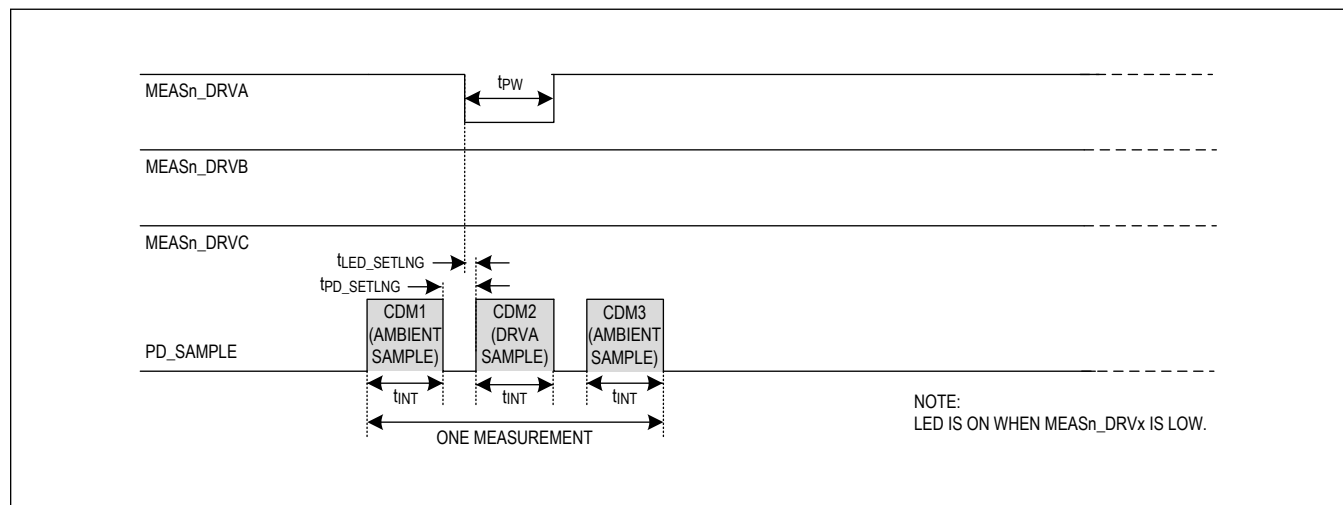 MEASn_DRVA
tPW
MEASn_DRVB
MEASn_DRVC
tLED_SETLNG
tPD_SETLNG
PD_SAMPLE
CDM1
(AMBIENT
SAMPLE)
CDM2
(DRVA
SAMPLE)
CDM3
(AMBIENT
SAMPLE)
tINT
tINT
tINT
ONE MEASUREMENT
NOTE:
LED IS ON WHEN MEASn_DRVx IS LOW.